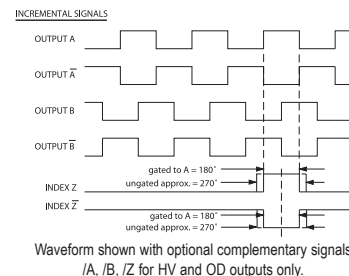 INCREMENTAL SIGNALS
OUTPUT A
OUTPUT A̅
OUTPUT B
OUTPUT B̅
gated to A = 180°
ungated approx. = 270°
INDEX Z
INDEX Z̅
gated to A = 180°
ungated approx. = 270°
Waveform shown with optional complementary signals
/A, /B, /Z for HV and OD outputs only.